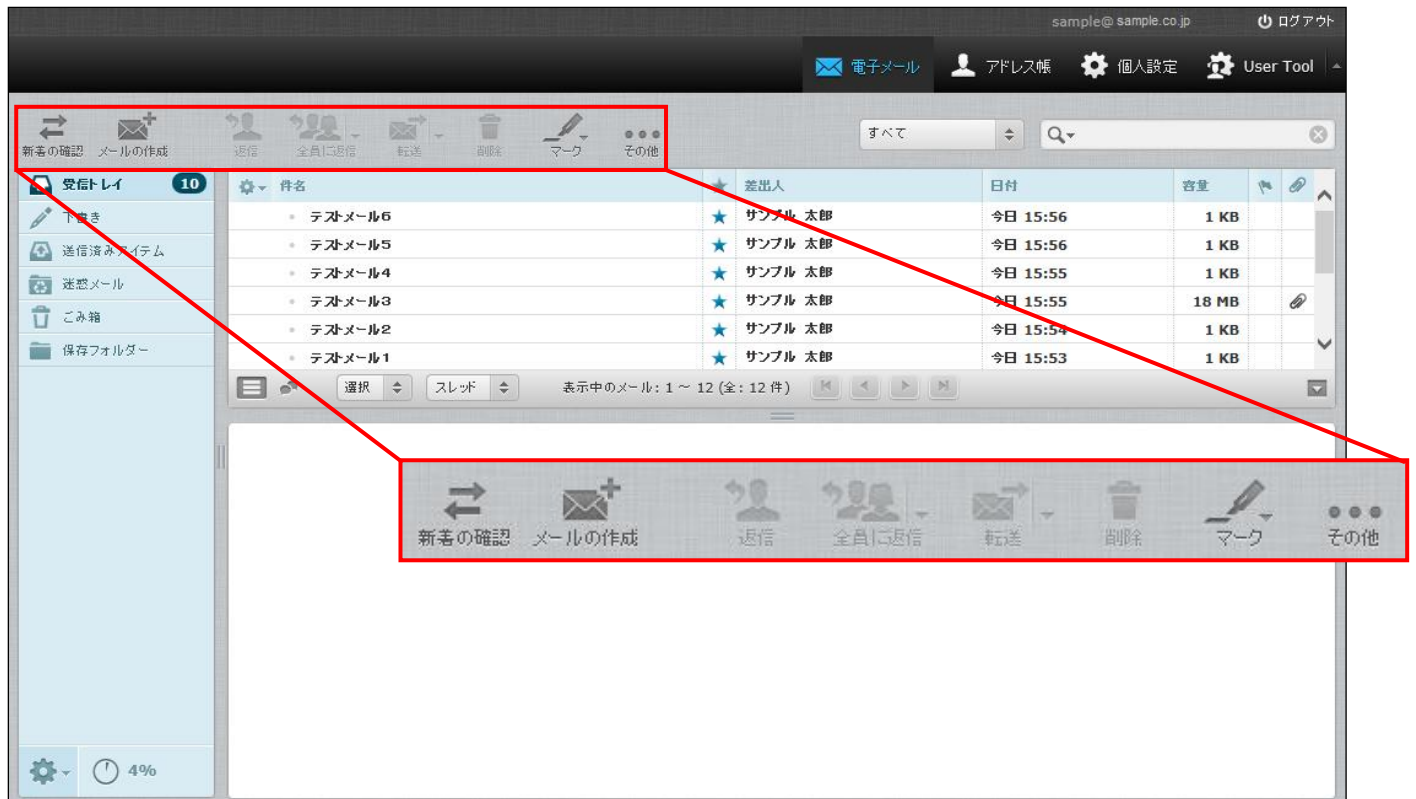 sample@ sample.co.jp ログアウト
電子メール アドレス帳 個人設定 User Tool
新着の確認 メールの作成 返信 全員に返信 転送 削除 マーク その他
すべて
受信トレイ 10
下書き
送信済みアイテム
迷惑メール
ごみ箱
保存フォルダー
件名 差出人 日付 容量
テストメール6 サンプル 太郎 今日 15:56 1 KB
テストメール5 サンプル 太郎 今日 15:56 1 KB
テストメール4 サンプル 太郎 今日 15:55 1 KB
テストメール3 サンプル 太郎 今日 15:55 18 MB
テストメール2 サンプル 太郎 今日 15:54 1 KB
テストメール1 サンプル 太郎 今日 15:53 1 KB
選択 スレッド 表示中のメール: 1 ~ 12 (全: 12 件)
新着の確認 メールの作成 返信 全員に返信 転送 削除 マーク その他
4%